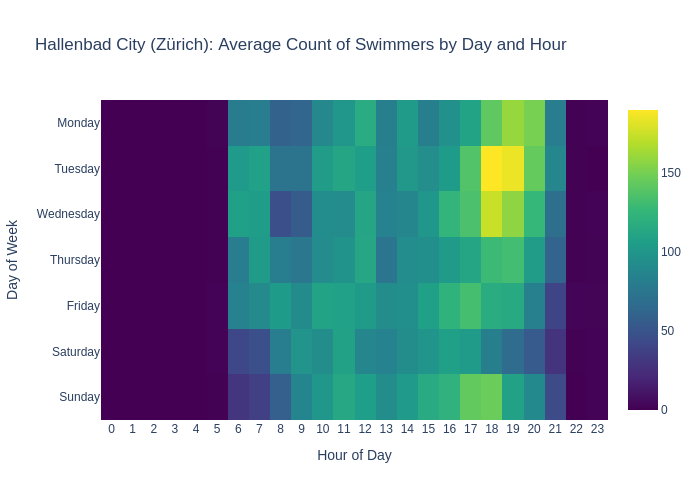 Hallenbad City (Zürich): Average Count of Swimmers by Day and Hour
Day of Week
Monday
Tuesday
Wednesday
Thursday
Friday
Saturday
Sunday
0 1 2 3 4 5 6 7 8 9 10 11 12 13 14 15 16 17 18 19 20 21 22 23
Hour of Day
150
100
50
0